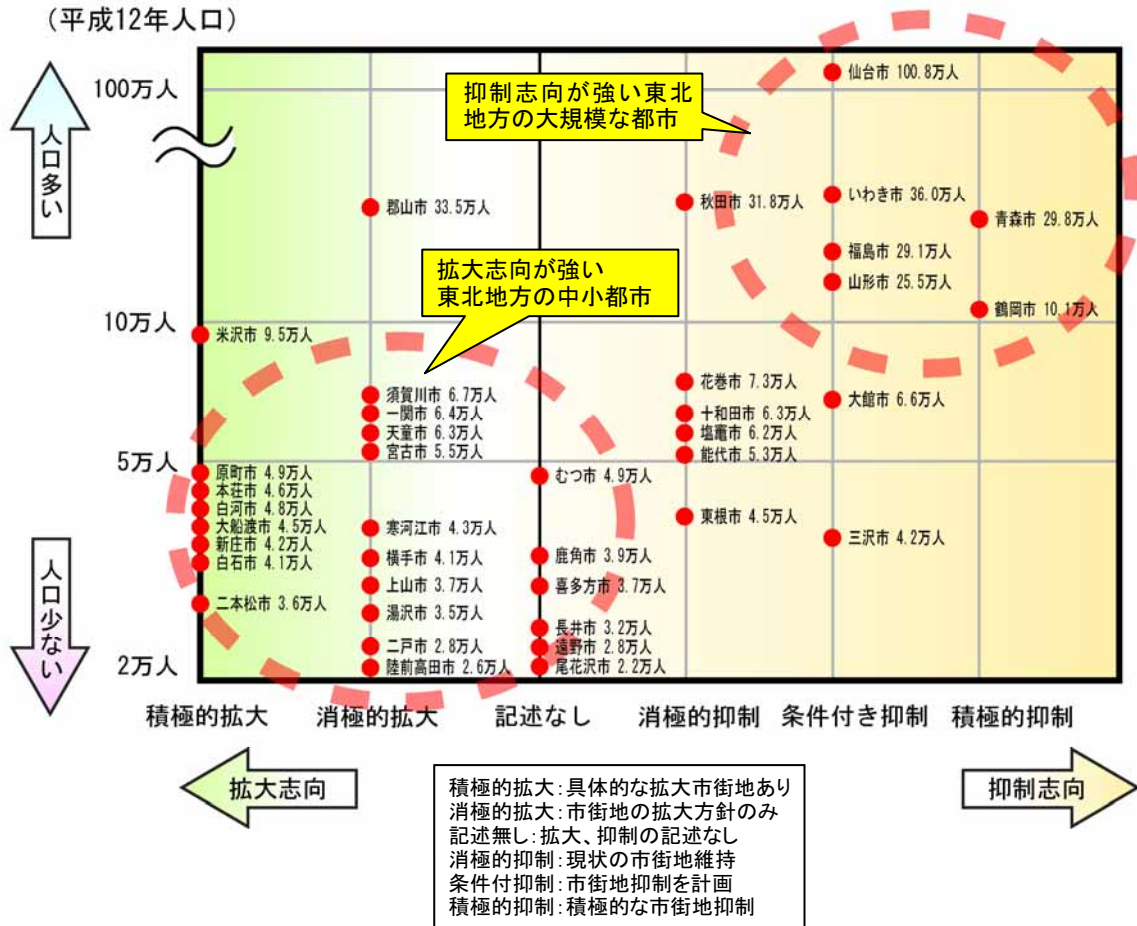 (平成12年人口)
100万人
10万人
5万人
2万人
人口多い
人口少ない
抑制志向が強い東北
地方の大規模な都市
拡大志向が強い
東北地方の中小都市
仙台市 100.8万人
いわき市 36.0万人
郡山市 33.5万人
秋田市 31.8万人
青森市 29.8万人
福島市 29.1万人
山形市 25.5万人
鶴岡市 10.1万人
米沢市 9.5万人
花巻市 7.3万人
須賀川市 6.7万人
大館市 6.6万人
一関市 6.4万人
十和田市 6.3万人
天童市 6.3万人
塩竈市 6.2万人
宮古市 5.5万人
能代市 5.3万人
原町市 4.9万人
むつ市 4.9万人
本荘市 4.6万人
白河市 4.8万人
大船渡市 4.5万人
東根市 4.5万人
寒河江市 4.3万人
新庄市 4.2万人
三沢市 4.2万人
白石市 4.1万人
横手市 4.1万人
鹿角市 3.9万人
上山市 3.7万人
喜多方市 3.7万人
二本松市 3.6万人
湯沢市 3.5万人
長井市 3.2万人
二戸市 2.8万人
遠野市 2.8万人
陸前高田市 2.6万人
尾花沢市 2.2万人
積極的拡大
消極的拡大
記述なし
消極的抑制
条件付き抑制
積極的抑制
拡大志向
抑制志向
積極的拡大:具体的な拡大市街地あり
消極的拡大:市街地の拡大方針のみ
記述無し:拡大、抑制の記述なし
消極的抑制:現状の市街地維持
条件付抑制:市街地抑制を計画
積極的抑制:積極的な市街地抑制